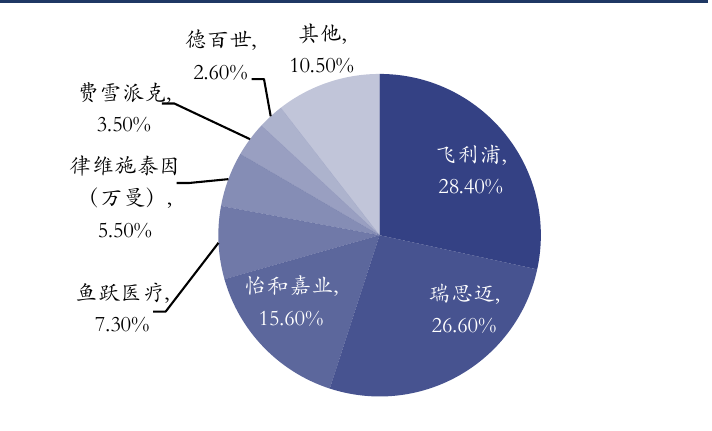 德百世,
2.60%
其他,
10.50%
费雪派克,
3.50%
律维施泰因
（万曼）,
5.50%
鱼跃医疗,
7.30%
怡和嘉业,
15.60%
飞利浦,
28.40%
瑞思迈,
26.60%